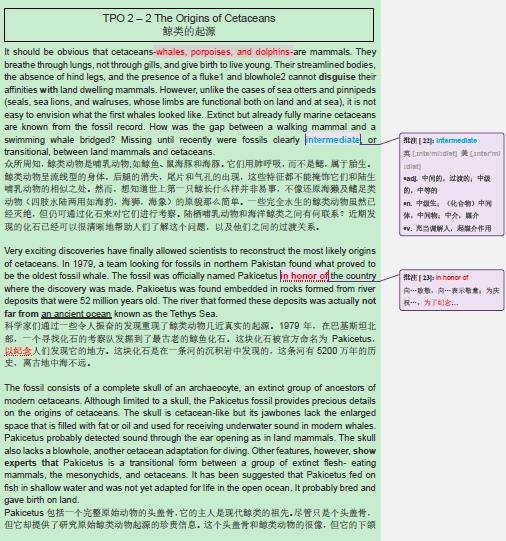 TPO 2 – 2 The Origins of Cetaceans
鲸类的起源
It should be obvious that cetaceans-whales, porpoises, and dolphins-are mammals. They
breathe through lungs, not through gills, and give birth to live young. Their streamlined bodies,
the absence of hind legs, and the presence of a fluke1 and blowhole2 cannot disguise their
affinities with land dwelling mammals. However, unlike the cases of sea otters and pinnipeds
(seals, sea lions, and walruses, whose limbs are functional both on land and at sea), it is not
easy to envision what the first whales looked like. Extinct but already fully marine cetaceans
are known from the fossil record. How was the gap between a walking mammal and a
swimming whale bridged? Missing until recently were fossils clearly intermediate, or
transitional, between land mammals and cetaceans.
众所周知，鲸类动物是哺乳动物,如鲸鱼、鼠海豚和海豚。它们用肺呼吸，而不是鳃，属于胎生。
鲸类动物呈流线型的身体，后腿的消失，尾片和气孔的出现，这些特征都不能掩饰它们和陆生
哺乳动物的相似之处。然而，想知道世上第一只鲸长什么样并非易事，不像还原海獭及鳍足类
动物（四肢水陆两用如海豹，海狮，海象）的原貌那么简单。一些完全水生的鲸类动物虽然已
经灭绝，但仍可通过化石来对它们进行考察。陆栖哺乳动物和海洋鲸类之间有何联系？近期发
现的化石已经可以很清晰地帮助人们了解这个问题，以及他们之间的过渡关系。
Very exciting discoveries have finally allowed scientists to reconstruct the most likely origins
of cetaceans. In 1979, a team looking for fossils in northern Pakistan found what proved to
be the oldest fossil whale. The fossil was officially named Pakicetus in honor of the country
where the discovery was made. Pakicetus was found embedded in rocks formed from river
deposits that were 52 million years old. The river that formed these deposits was actually not
far from an ancient ocean known as the Tethys Sea.
科学家们通过一些令人振奋的发现重现了鲸类动物几近真实的起源。1979 年，在巴基斯坦北
部，一个寻找化石的考察队发掘到了最古老的鲸鱼化石。这块化石被官方命名为 Pakicetus,
以纪念人们发现它的地方。这块化石是在一条河的沉积岩中发现的，这条河有 5200 万年的历
史，离古地中海不远。
The fossil consists of a complete skull of an archaeocyte, an extinct group of ancestors of
modern cetaceans. Although limited to a skull, the Pakicetus fossil provides precious details
on the origins of cetaceans. The skull is cetacean-like but its jawbones lack the enlarged
space that is filled with fat or oil and used for receiving underwater sound in modern whales.
Pakicetus probably detected sound through the ear opening as in land mammals. The skull
also lacks a blowhole, another cetacean adaptation for diving. Other features, however, show
experts that Pakicetus is a transitional form between a group of extinct flesh- eating
mammals, the mesonychids, and cetaceans. It has been suggested that Pakicetus fed on
fish in shallow water and was not yet adapted for life in the open ocean. It probably bred and
gave birth on land.
Pakicetus 包括一个完整原始动物的头盖骨，它的主人是现代鲸类的祖先。尽管只是个头盖骨，
但它却提供了研究原始鲸类动物起源的珍贵信息。这个头盖骨和鲸类动物的很像，但它的下颌
批注 [22]: intermediate
英 [ˌɪntəˈmiːdiət] 美 [ˌɪntərˈmiːdiət]
•adj. 中间的，过渡的；中级的，中等的
•n. 中级生；（化合物）中间体，中间物；中介，媒介
•v. 充当调解人，起媒介作用
批注 [23]: in honor of
向…致敬，向…表示敬意；为庆祝…，为了纪念…